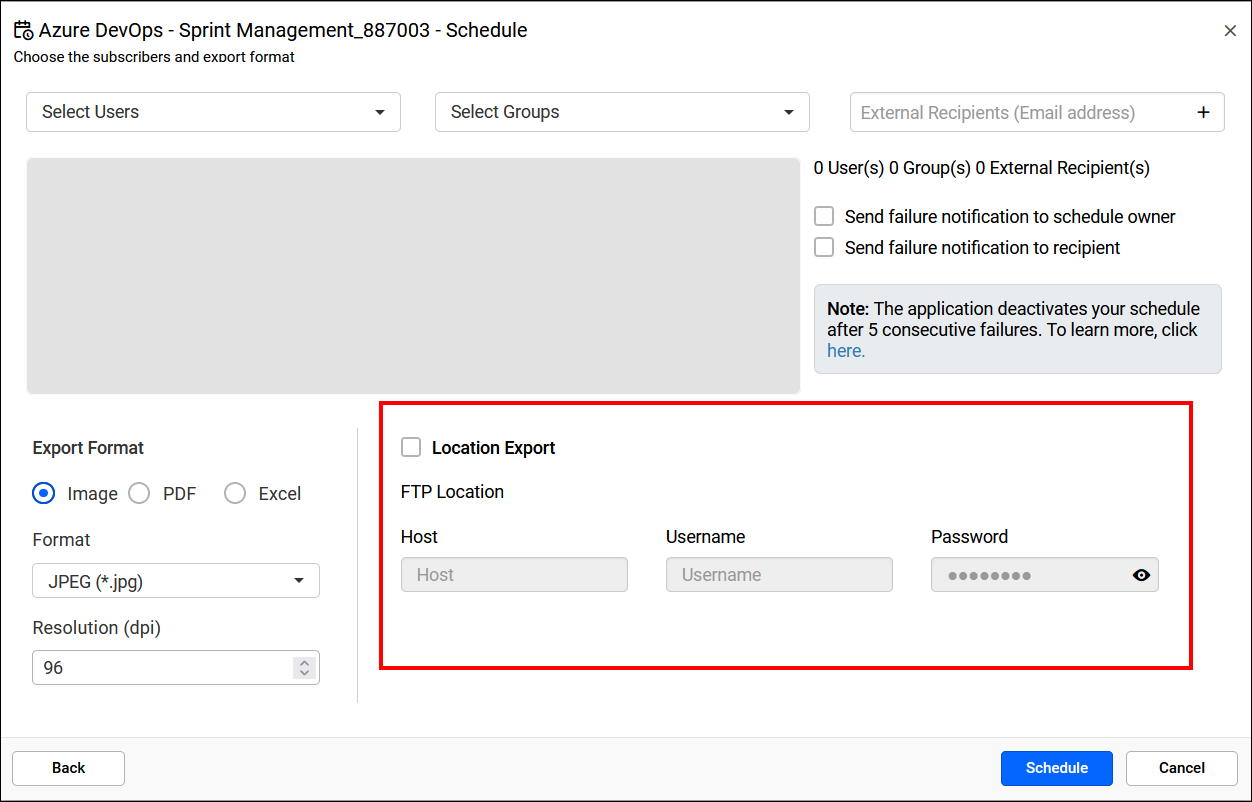 Azure DevOps - Sprint Management_887003 - Schedule
Choose the subscribers and export format
Select Users
Select Groups
External Recipients (Email address)
0 User(s) 0 Group(s) 0 External Recipient(s)
Send failure notification to schedule owner
Send failure notification to recipient
Note: The application deactivates your schedule
after 5 consecutive failures. To learn more, click
here.
Export Format
Image
PDF
Excel
Format
JPEG (*.jpg)
Resolution (dpi)
96
Location Export
FTP Location
Host
Username
Password
Host
Username
••••••••
Back
Schedule
Cancel